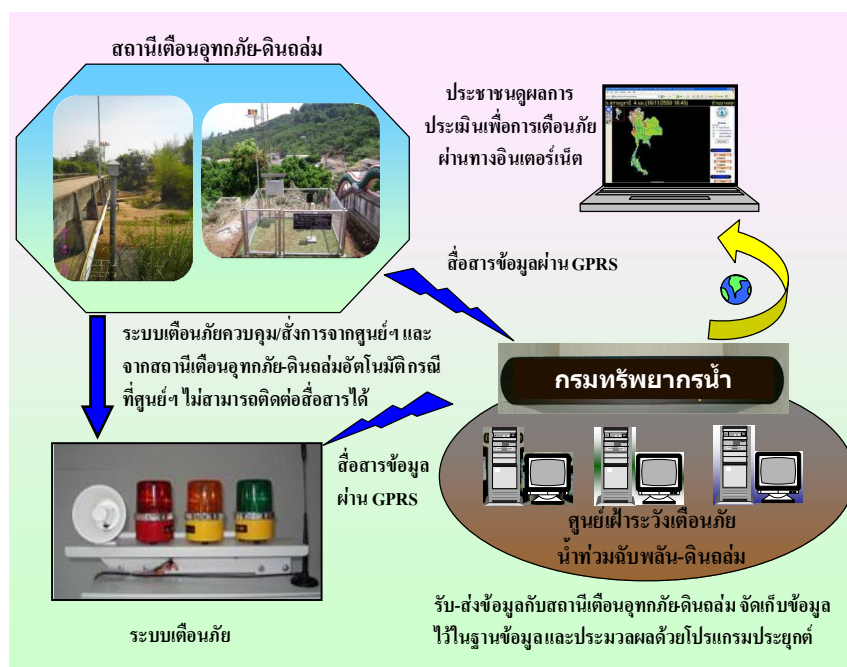 สถานีเตือนอุทกภัย-ดินถล่ม
ประชาชนดูผลการ
ประเมินเพื่อการเตือนภัย
ผ่านทางอินเตอร์เน็ต
สื่อสารข้อมูลผ่าน GPRS
ระบบเตือนภัยควบคุม/สั่งการจากศูนย์ฯ และ
จากสถานีเตือนอุทกภัย-ดินถล่มอัตโนมัติกรณี
ที่ศูนย์ฯ ไม่สามารถติดต่อสื่อสารได้
กรมทรัพยากรน้ำ
สื่อสารข้อมูล
ผ่าน GPRS
ศูนย์เฝ้าระวังเตือนภัย
น้ำท่วมฉับพลัน-ดินถล่ม
รับ-ส่งข้อมูลกับสถานีเตือนอุทกภัย-ดินถล่ม จัดเก็บข้อมูล
ไว้ในฐานข้อมูลและประมวลผลด้วยโปรแกรมประยุกต์
ระบบเตือนภัย